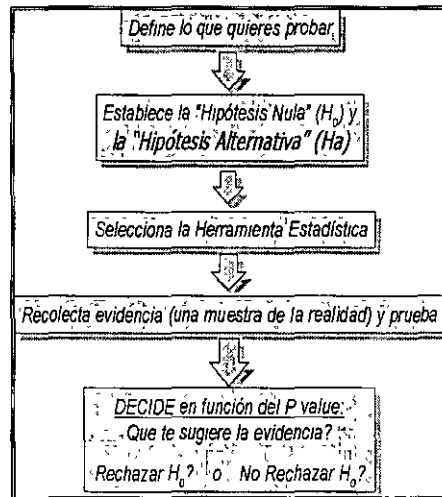 Define lo que quieres probar
Establece la "Hipótesis Nula" (H₀) y
la "Hipótesis Alternativa" (Ha)
Selecciona la Herramienta Estadística
Recolecta evidencia (una muestra de la realidad) y prueba
DECIDE en función del P value:
Que te sugiere la evidencia?
Rechazar H₀? o No Rechazar H₀?